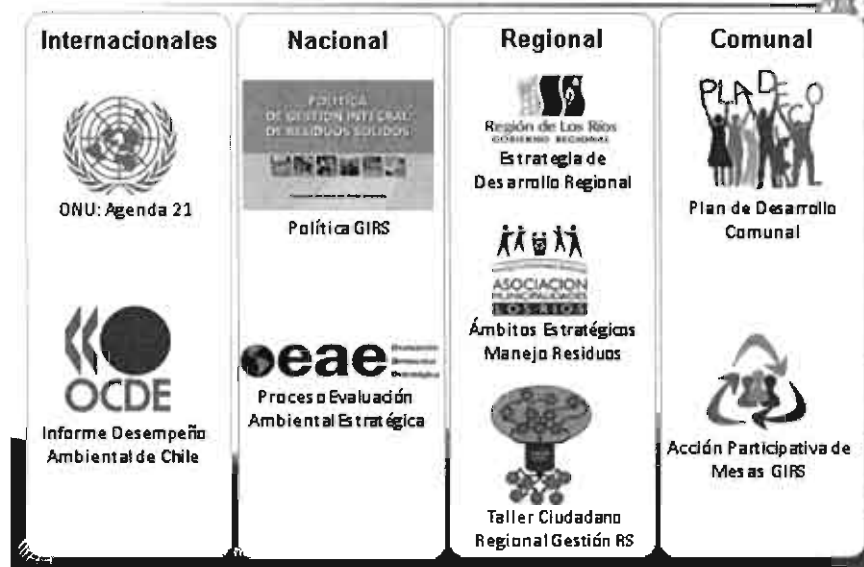 Internacionales
ONU: Agenda 21
OCDE
Informe Desempeño
Ambiental de Chile
Nacional
POLÍTICA
DE GESTIÓN INTEGRAL
DE RESIDUOS SÓLIDOS
Política GIRS
eae
Proceso Evaluación
Ambiental Estratégica
Regional
Región de Los Ríos
GOBIERNO REGIONAL
Estrategia de
Desarrollo Regional
ASOCIACION
MUNICIPALIDADES
LOS RIOS
Ámbitos Estratégicos
Manejo Residuos
Taller Ciudadano
Regional Gestión RS
Comunal
PLADECO
Plan de Desarrollo
Comunal
Acción Participativa de
Mesas GIRS